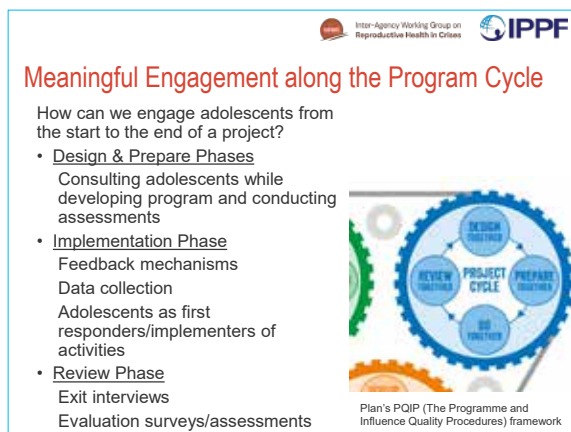 Inter-Agency Working Group on
Reproductive Health in Crises
IPPF
Meaningful Engagement along the Program Cycle
How can we engage adolescents from
the start to the end of a project?
• Design & Prepare Phases
Consulting adolescents while
developing program and conducting
assessments
• Implementation Phase
Feedback mechanisms
Data collection
Adolescents as first
responders/implementers of
activities
• Review Phase
Exit interviews
Evaluation surveys/assessments
DESIGN
TOGETHER
REVIEW
TOGETHER
PROJECT
CYCLE
PREPARE
TOGETHER
DO
TOGETHER
Plan's PQIP (The Programme and
Influence Quality Procedures) framework